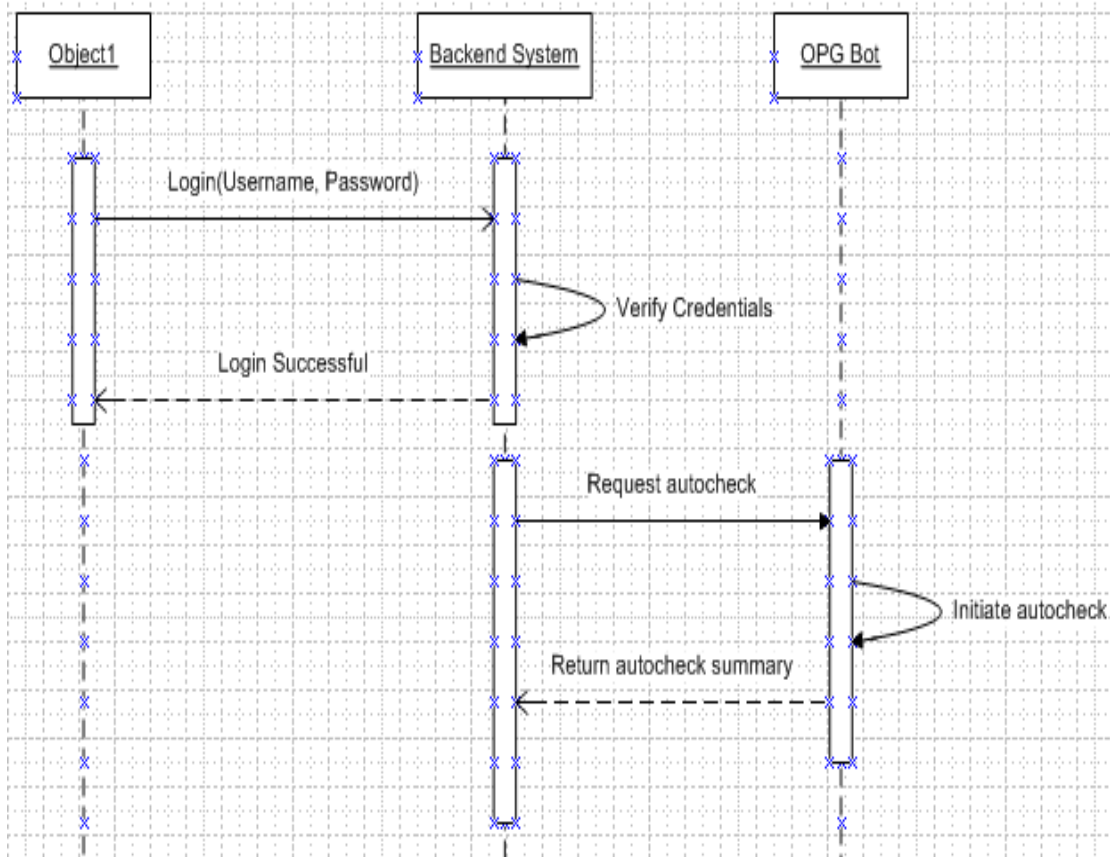 Object1
Backend System
OPG Bot
Login(Username, Password)
Verify Credentials
Login Successful
Request autocheck
Initiate autocheck
Return autocheck summary